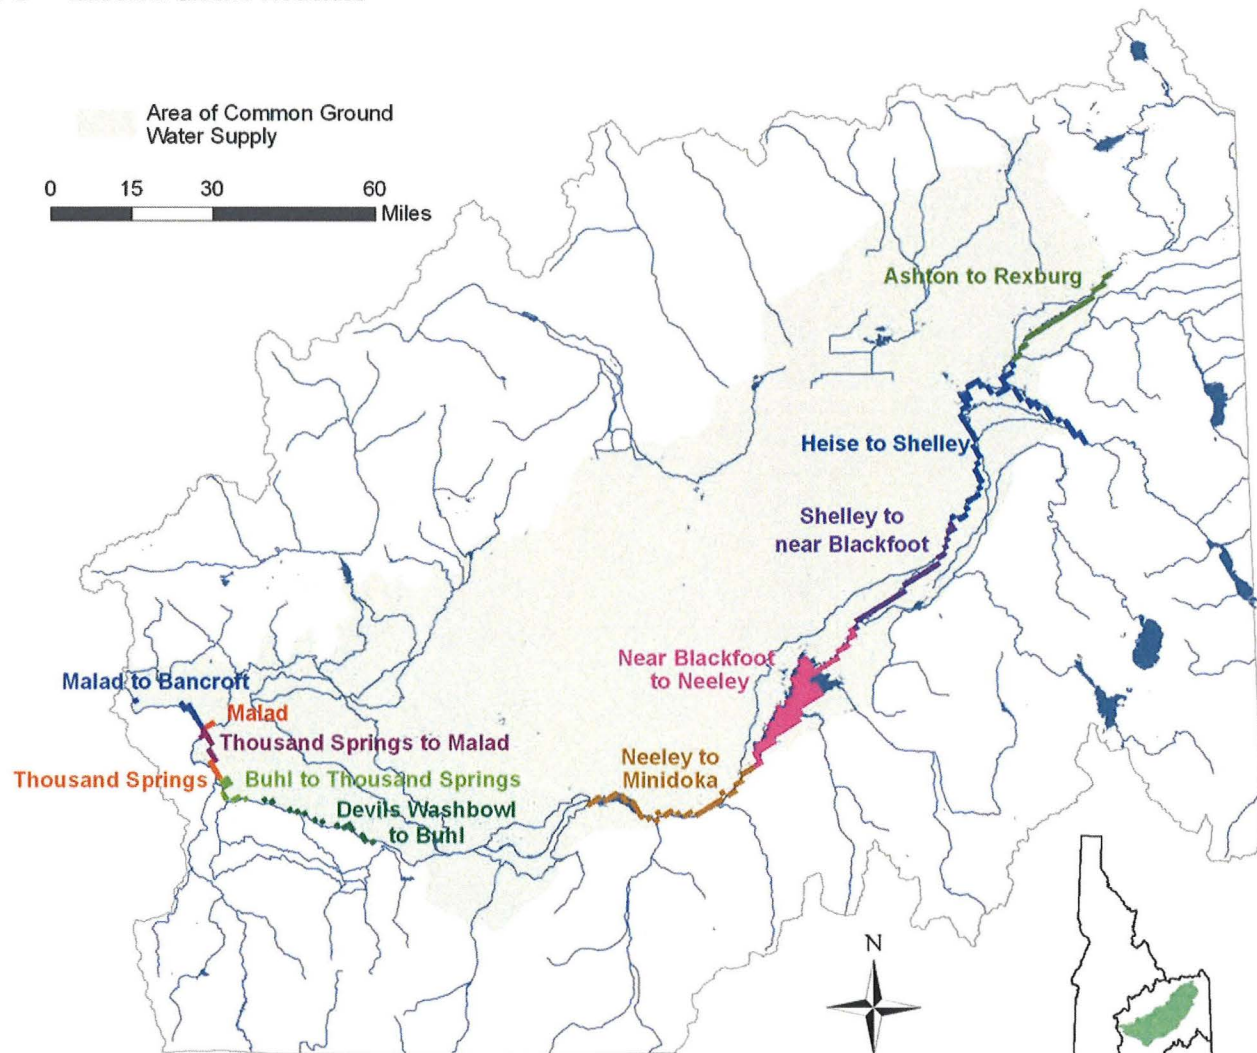 Area of Common Ground
Water Supply
0 15 30 60
Miles
Ashton to Rexburg
Heise to Shelley
Shelley to
near Blackfoot
Near Blackfoot
to Neeley
Malad to Bancroft
Malad
Thousand Springs to Malad
Neeley to
Minidoka
Thousand Springs
Buhl to Thousand Springs
Devils Washbowl
to Buhl
N